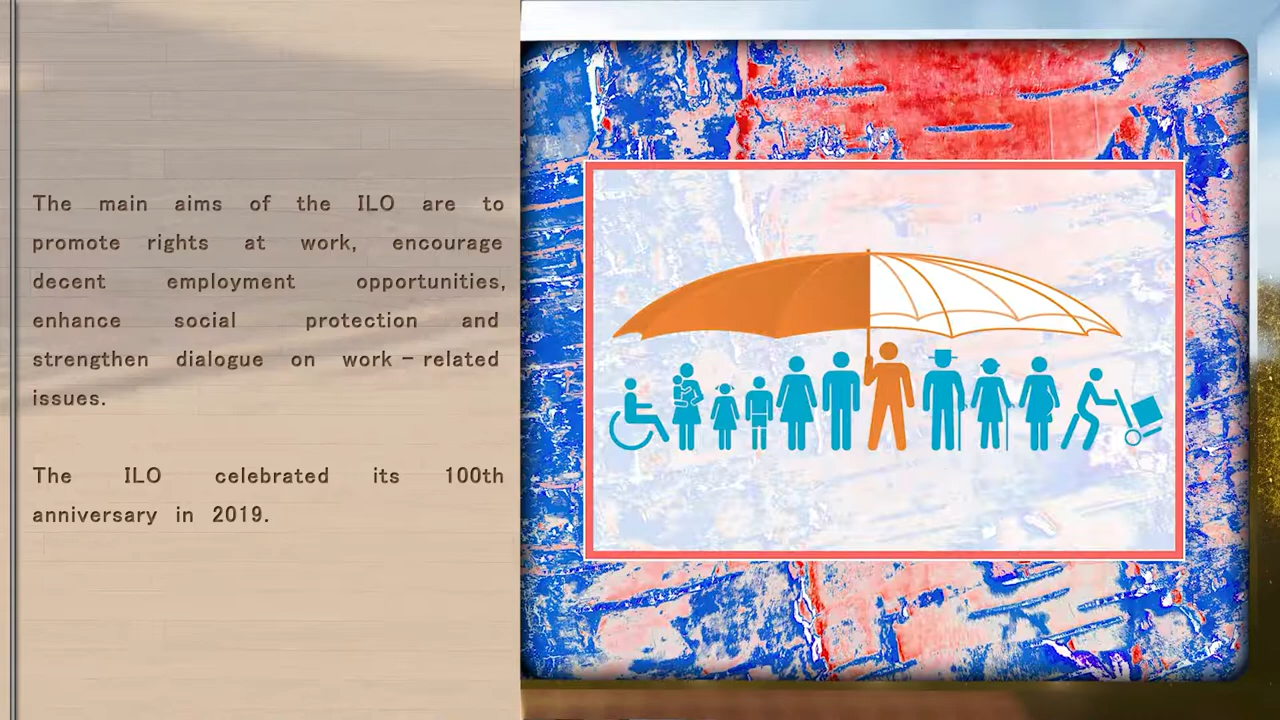 The main aims of the ILO are to
promote rights at work, encourage
decent employment opportunities,
enhance social protection and
strengthen dialogue on work – related
issues.
The ILO celebrated its 100th
anniversary in 2019.